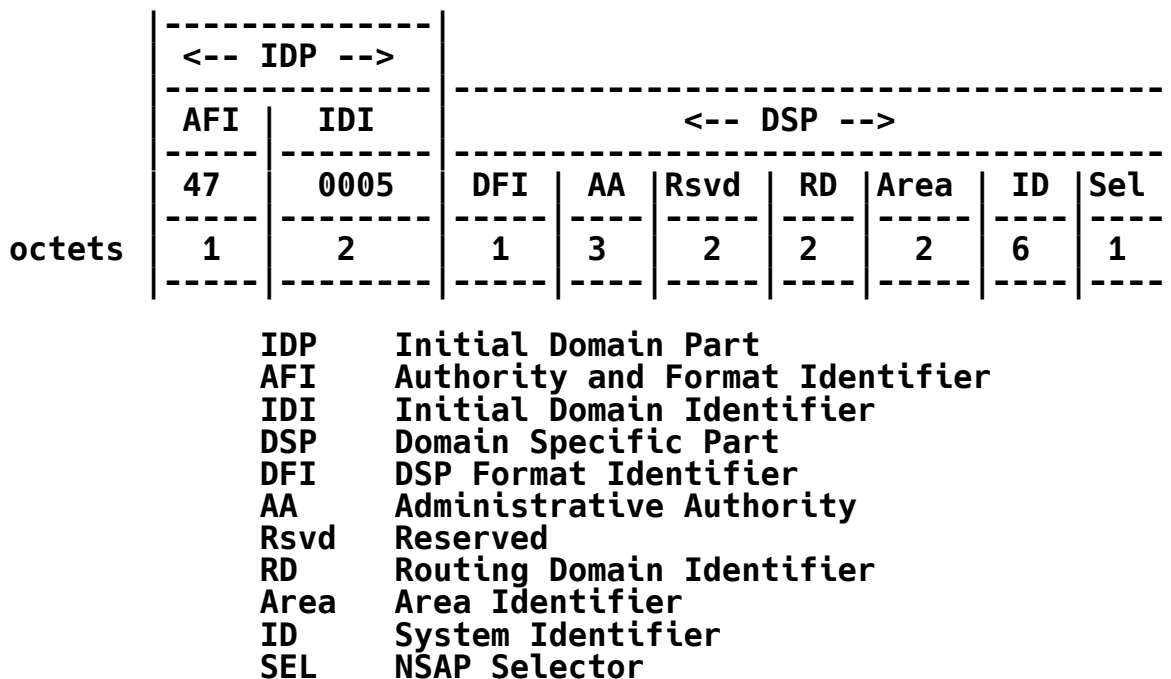 |--------------|
| <-- IDP --> |
|--------------|-------------------------------------
| AFI | IDI | <-- DSP -->
|-----|--------|-------------------------------------
| 47 | 0005 | DFI | AA |Rsvd | RD |Area | ID |Sel
|-----|--------|-----|----|-----|----|-----|----|----
octets | 1 | 2 | 1 | 3 | 2 | 2 | 2 | 6 | 1
|-----|--------|-----|----|-----|----|-----|----|----
IDP Initial Domain Part
AFI Authority and Format Identifier
IDI Initial Domain Identifier
DSP Domain Specific Part
DFI DSP Format Identifier
AA Administrative Authority
Rsvd Reserved
RD Routing Domain Identifier
Area Area Identifier
ID System Identifier
SEL NSAP Selector